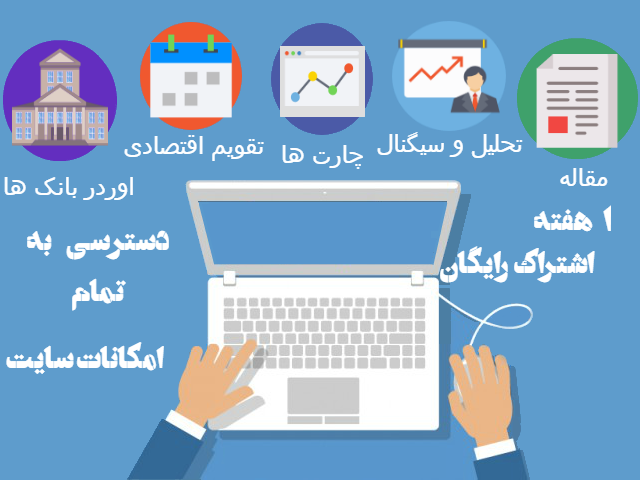 مقاله
تحلیل و سیگنال
چارت ها
تقویم اقتصادی
اوردر بانک ها
۱ هفته
اشتراک رایگان
دسترسی به
تمام
امکانات سایت